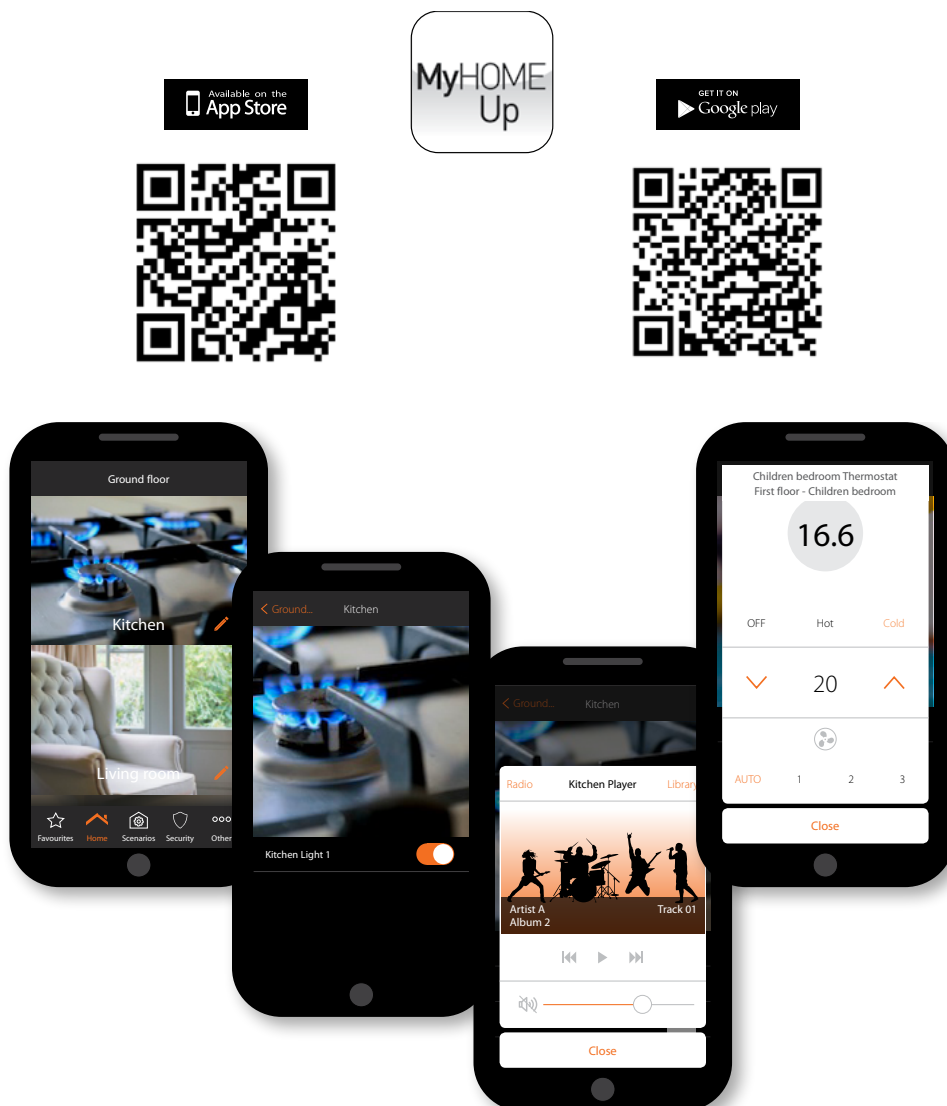 MyHOME
Up
Available on the
App Store
GET IT ON
Google play
Ground floor
Kitchen
Living room
Favourites
Home
Scenarios
Security
Other
Ground...
Kitchen
Kitchen Light 1
Ground...
Kitchen
Radio
Kitchen Player
Library
Artist A
Track 01
Album 2
Close
Children bedroom Thermostat
First floor - Children bedroom
16.6
OFF
Hot
Cold
20
AUTO
1
2
3
Close